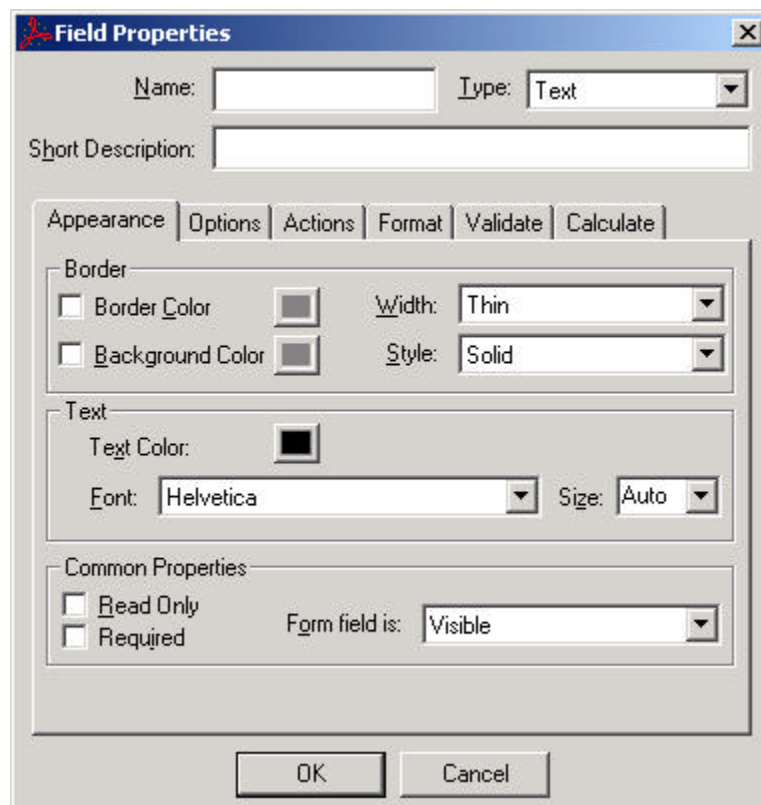 Field Properties
Name: Type: Text
Short Description:
Appearance Options Actions Format Validate Calculate
Border
Border Color Width: Thin
Background Color Style: Solid
Text
Text Color:
Font: Helvetica Size: Auto
Common Properties
Read Only
Form field is: Visible
Required
OK Cancel